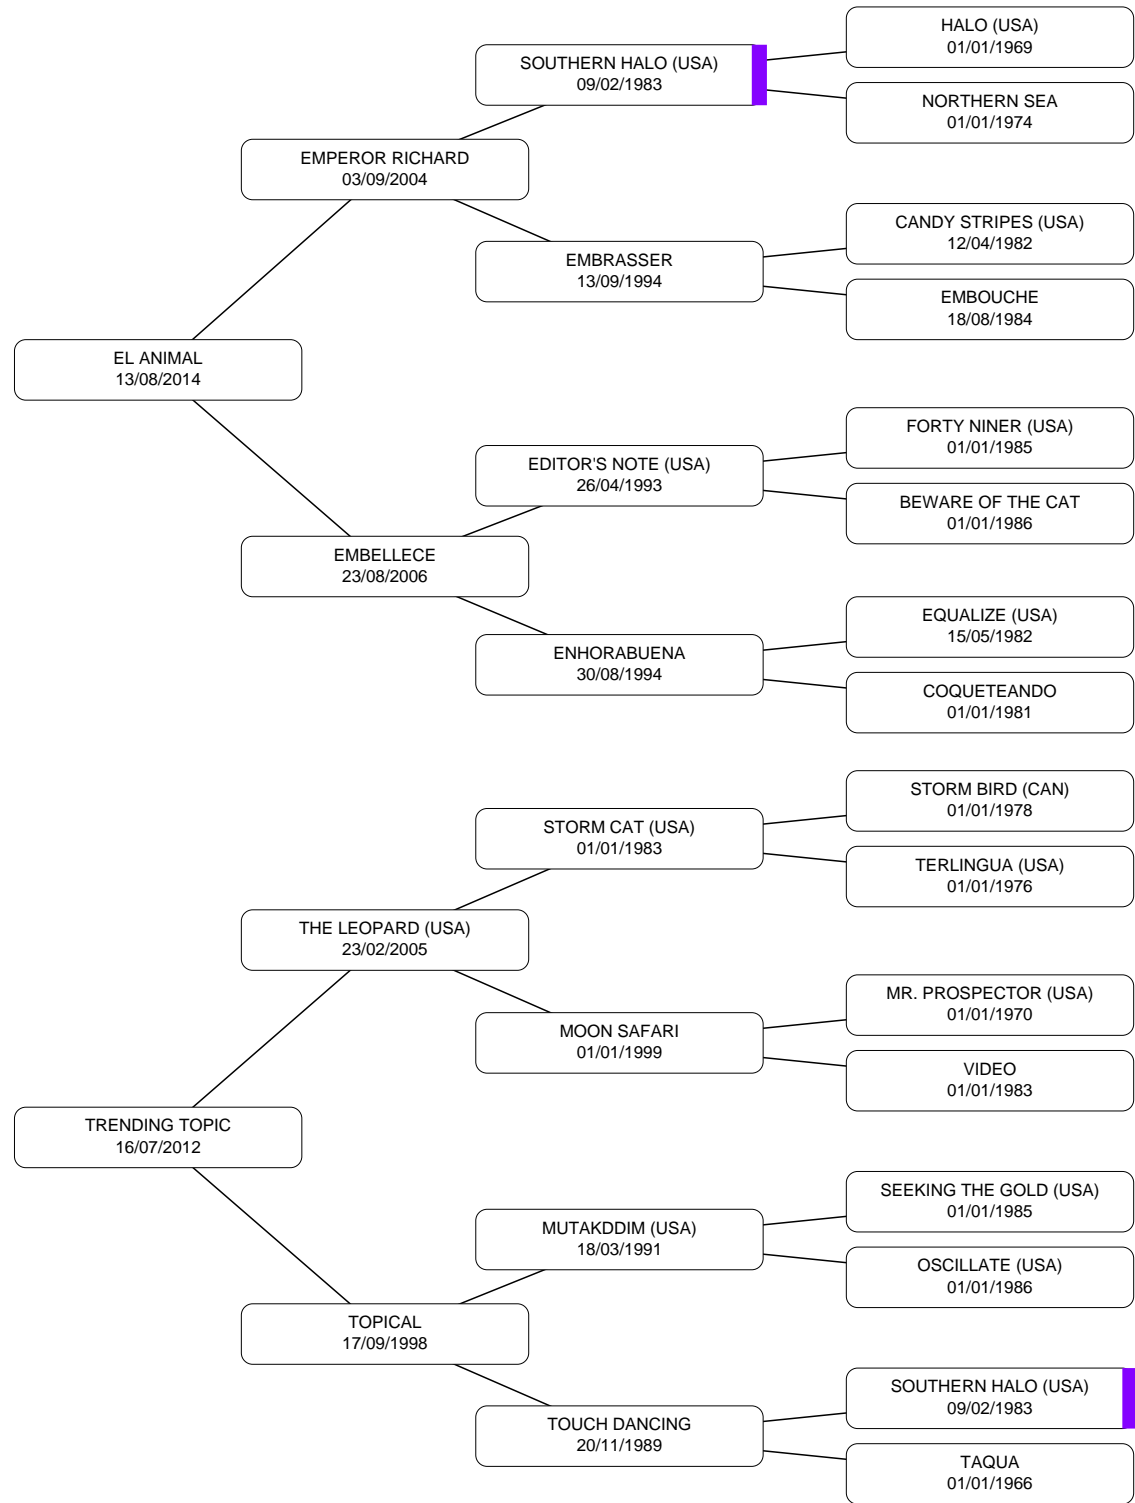 HALO (USA)
01/01/1969
SOUTHERN HALO (USA)
09/02/1983
NORTHERN SEA
01/01/1974
EMPEROR RICHARD
03/09/2004
CANDY STRIPES (USA)
12/04/1982
EMBRASSER
13/09/1994
EMBOUCHE
18/08/1984
EL ANIMAL
13/08/2014
FORTY NINER (USA)
01/01/1985
EDITOR'S NOTE (USA)
26/04/1993
BEWARE OF THE CAT
01/01/1986
EMBELLECE
23/08/2006
EQUALIZE (USA)
15/05/1982
ENHORABUENA
30/08/1994
COQUETEANDO
01/01/1981
STORM BIRD (CAN)
01/01/1978
STORM CAT (USA)
01/01/1983
TERLINGUA (USA)
01/01/1976
THE LEOPARD (USA)
23/02/2005
MR. PROSPECTOR (USA)
01/01/1970
MOON SAFARI
01/01/1999
VIDEO
01/01/1983
TRENDING TOPIC
16/07/2012
SEEKING THE GOLD (USA)
01/01/1985
MUTAKDDIM (USA)
18/03/1991
OSCILLATE (USA)
01/01/1986
TOPICAL
17/09/1998
SOUTHERN HALO (USA)
09/02/1983
TOUCH DANCING
20/11/1989
TAQUA
01/01/1966